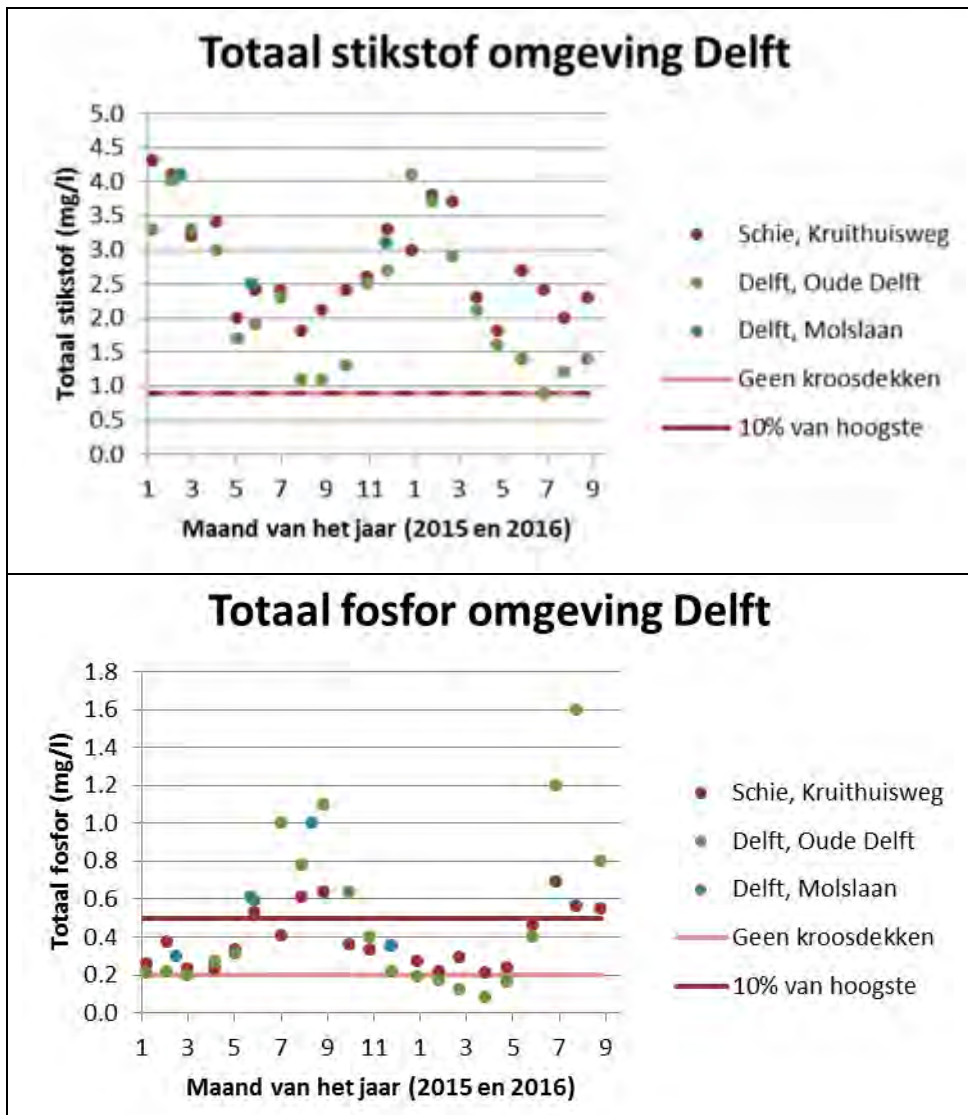 Totaal stikstof omgeving Delft
Totaal stikstof (mg/l)
5.0
4.5
4.0
3.5
3.0
2.5
2.0
1.5
1.0
0.5
0.0
1 3 5 7 9 11 1 3 5 7 9
Maand van het jaar (2015 en 2016)
Schie, Kruithuisweg
Delft, Oude Delft
Delft, Molslaan
Geen kroosdekken
10% van hoogste
Totaal fosfor omgeving Delft
Totaal fosfor (mg/l)
1.8
1.6
1.4
1.2
1.0
0.8
0.6
0.4
0.2
0.0
1 3 5 7 9 11 1 3 5 7 9
Maand van het jaar (2015 en 2016)
Schie, Kruithuisweg
Delft, Oude Delft
Delft, Molslaan
Geen kroosdekken
10% van hoogste